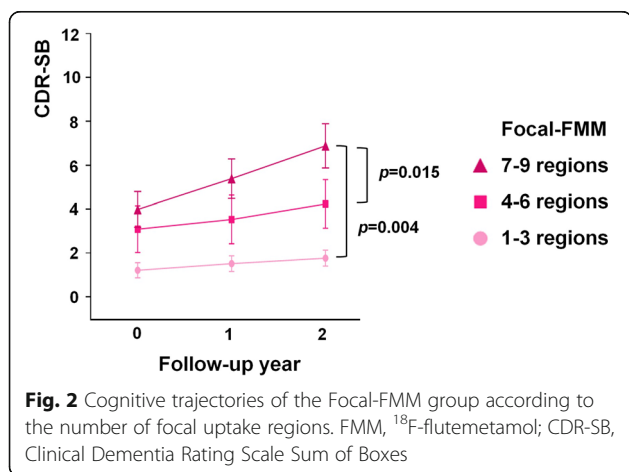 CDR-SB
12
10
8
6
4
2
0
0 1 2
Follow-up year
p=0.015
p=0.004
Focal-FMM
7-9 regions
4-6 regions
1-3 regions
Fig. 2 Cognitive trajectories of the Focal-FMM group according to
the number of focal uptake regions. FMM, ¹⁸F-flutemetamol; CDR-SB,
Clinical Dementia Rating Scale Sum of Boxes